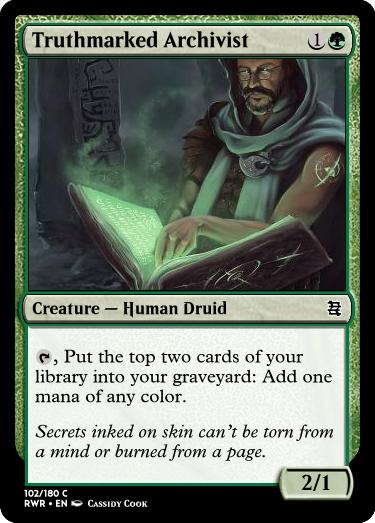 Truthmarked Archivist 1
Creature — Human Druid
, Put the top two cards of your
library into your graveyard: Add one
mana of any color.
Secrets inked on skin can't be torn from
a mind or burned from a page.
2/1
102/180 C
RWR • EN Cassidy Cook